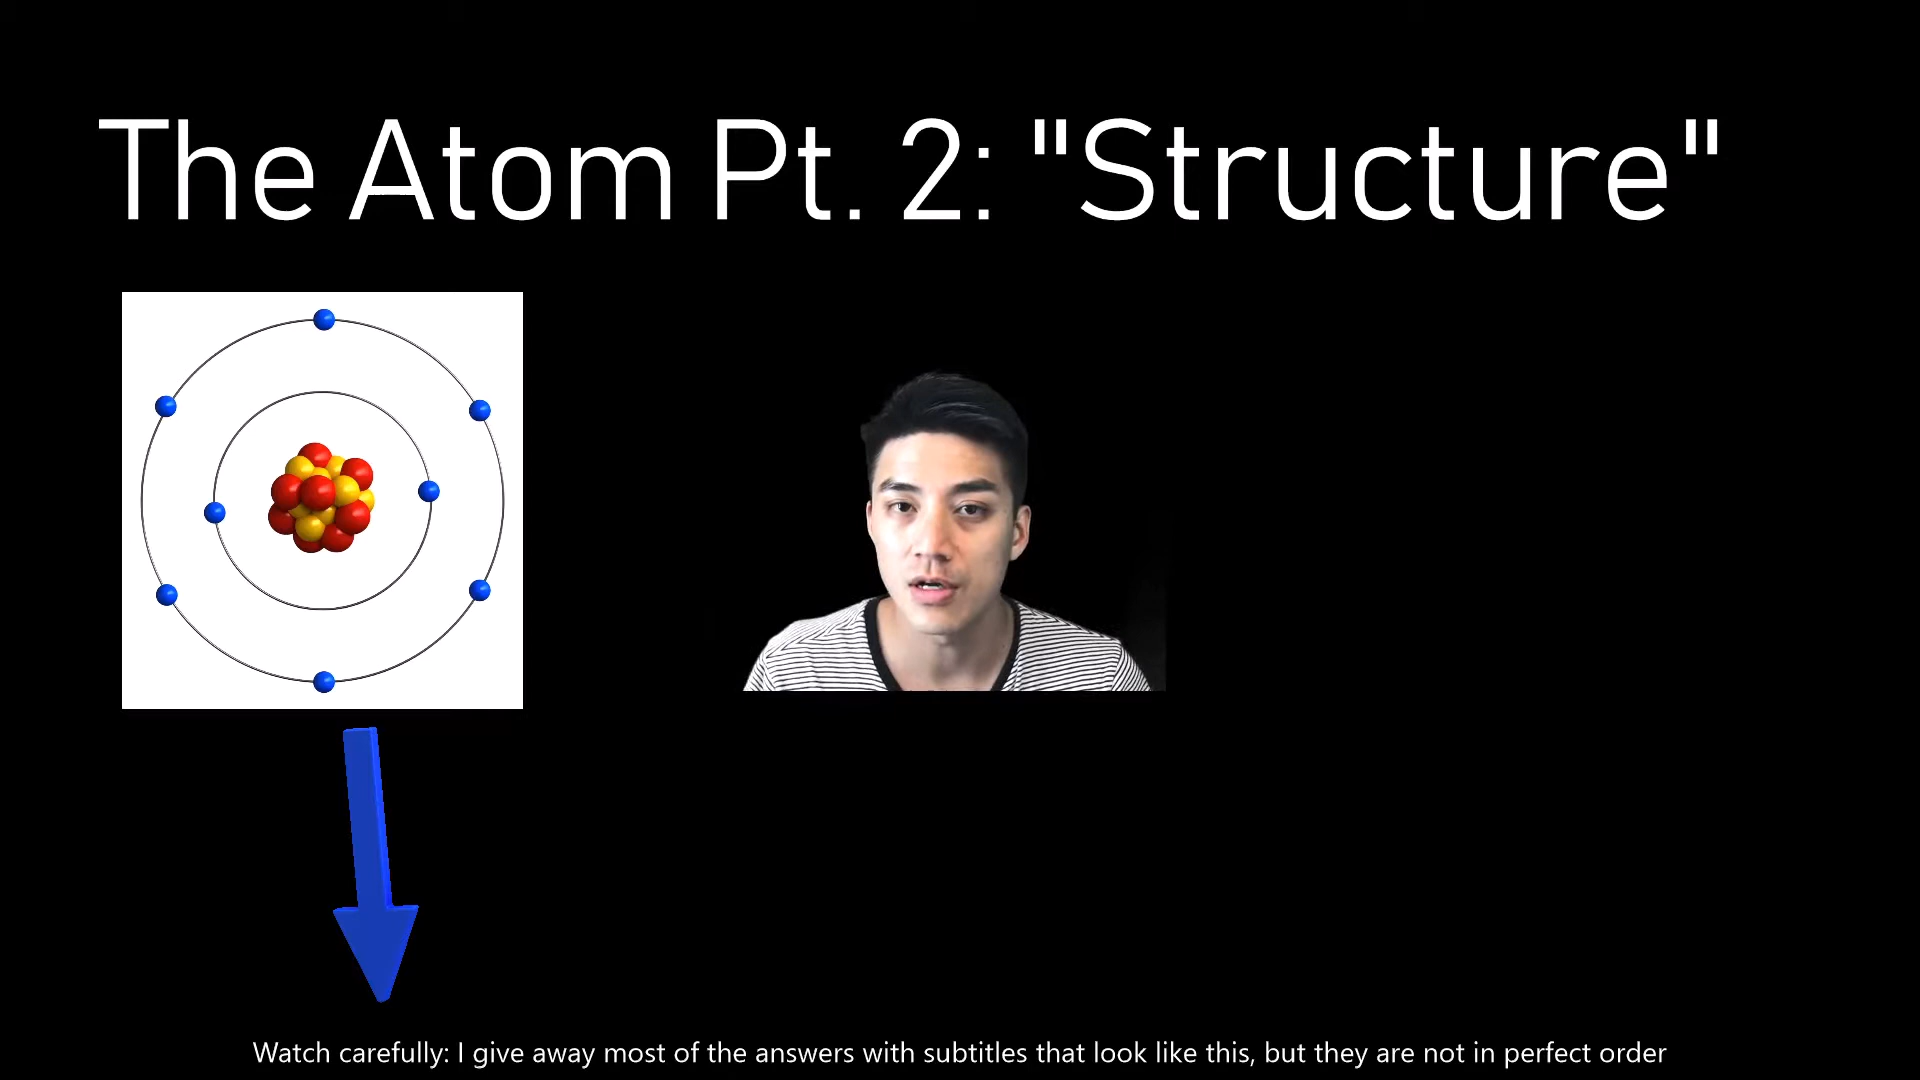 The Atom Pt. 2: "Structure"
Watch carefully: I give away most of the answers with subtitles that look like this, but they are not in perfect order